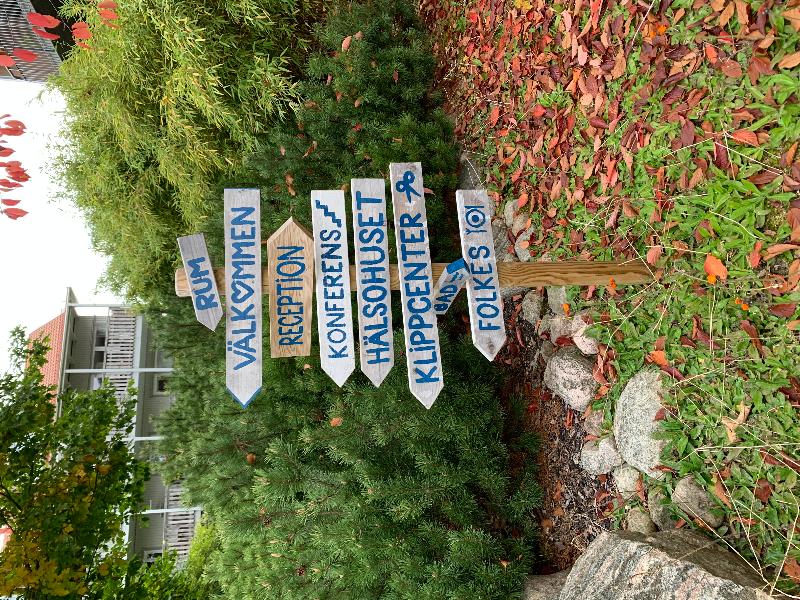 RUM
VÄLKOMMEN
RECEPTION
KONFERENS
HÄLSOHUSET
KLIPPCENTER
BAD
FOLKES